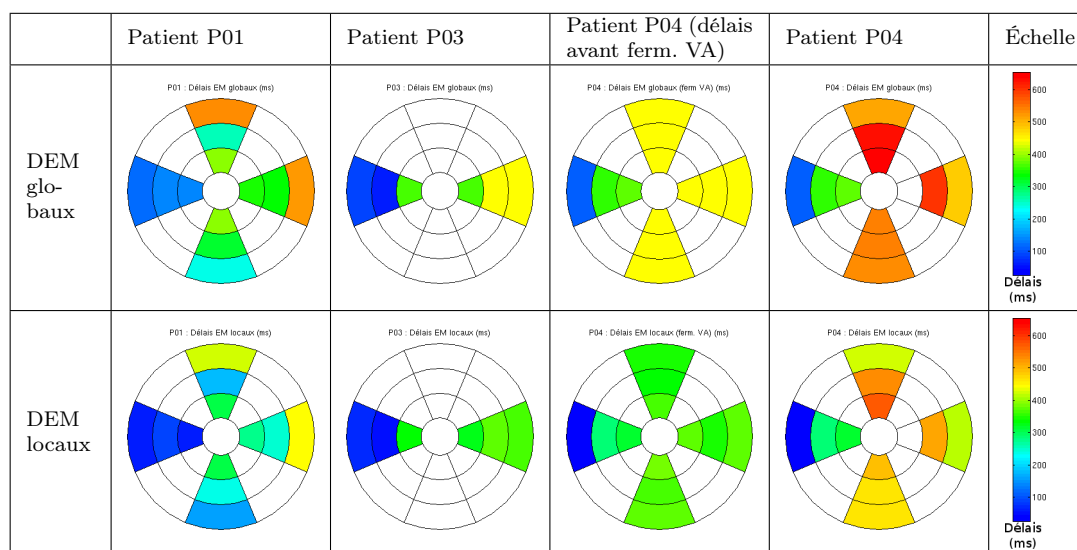 Patient P01
Patient P03
Patient P04 (délais
avant ferm. VA)
Patient P04
Échelle
DEM
glo-
baux
P01 : Délais EM globaux (ms)
P03 : Délais EM globaux (ms)
P04 : Délais EM globaux (ferm VA) (ms)
P04 : Délais EM globaux (ms)
600
500
400
300
200
100
Délais
(ms)
DEM
locaux
P01 : Délais EM locaux (ms)
P03 : Délais EM locaux (ms)
P04 : Délais EM locaux (ferm. VA) (ms)
P04 : Délais EM locaux (ms)
600
500
400
300
200
100
Délais
(ms)